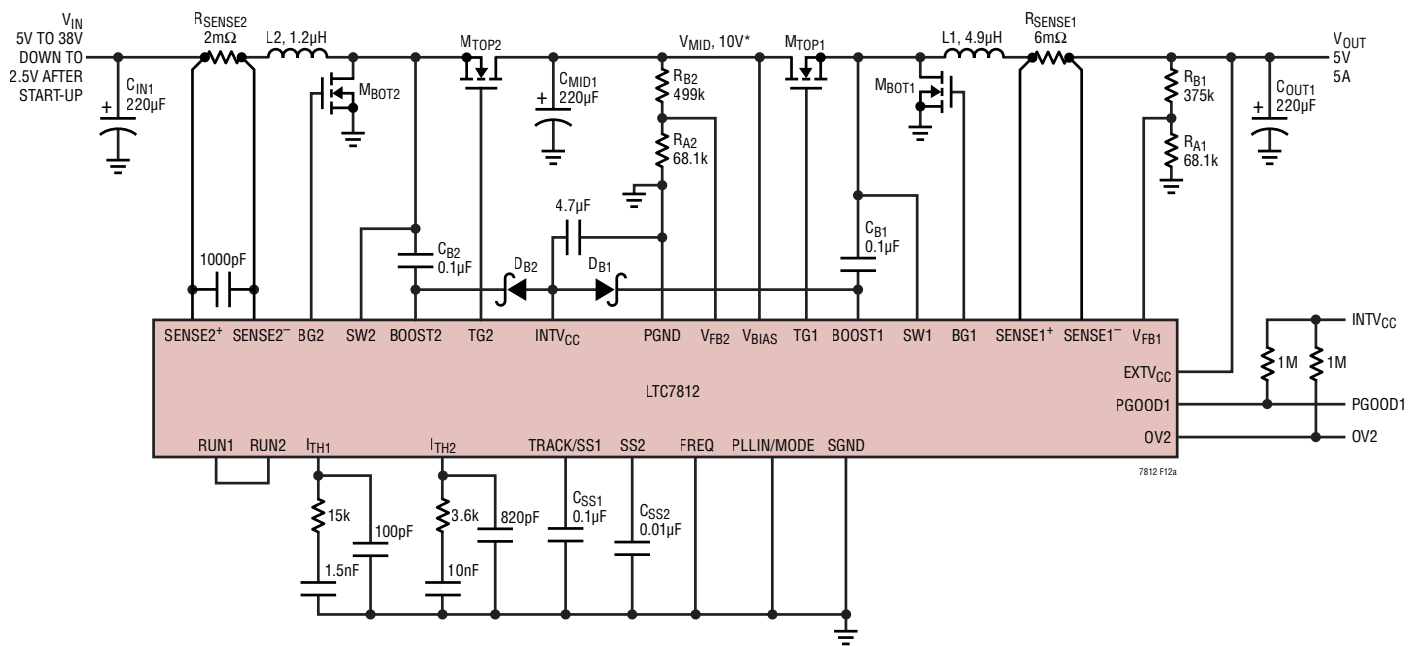 VIN
5V TO 38V
DOWN TO
2.5V AFTER
START-UP
CIN1
220µF
RSENSE2
2mΩ
L2, 1.2µH
MBOT2
MTOP2
CMID1
220µF
VMID, 10V*
RB2
499k
RA2
68.1k
MTOP1
MBOT1
L1, 4.9µH
RSENSE1
6mΩ
RB1
375k
RA1
68.1k
COUT1
220µF
VOUT
5V
5A
1000pF
CB2
0.1µF
DB2
4.7µF
DB1
CB1
0.1µF
SENSE2+ SENSE2– BG2 SW2 BOOST2 TG2 INTVCC PGND VFB2 VBIAS TG1 BOOST1 SW1 BG1 SENSE1+ SENSE1– VFB1
EXTVCC
PGOOD1
OV2
LTC7812
RUN1 RUN2 ITH1 ITH2 TRACK/SS1 SS2 FREQ PLLIN/MODE SGND
INTVCC
1M
1M
PGOOD1
OV2
7812 F12a
15k
100pF
1.5nF
3.6k
820pF
10nF
CSS1
0.1µF
CSS2
0.01µF